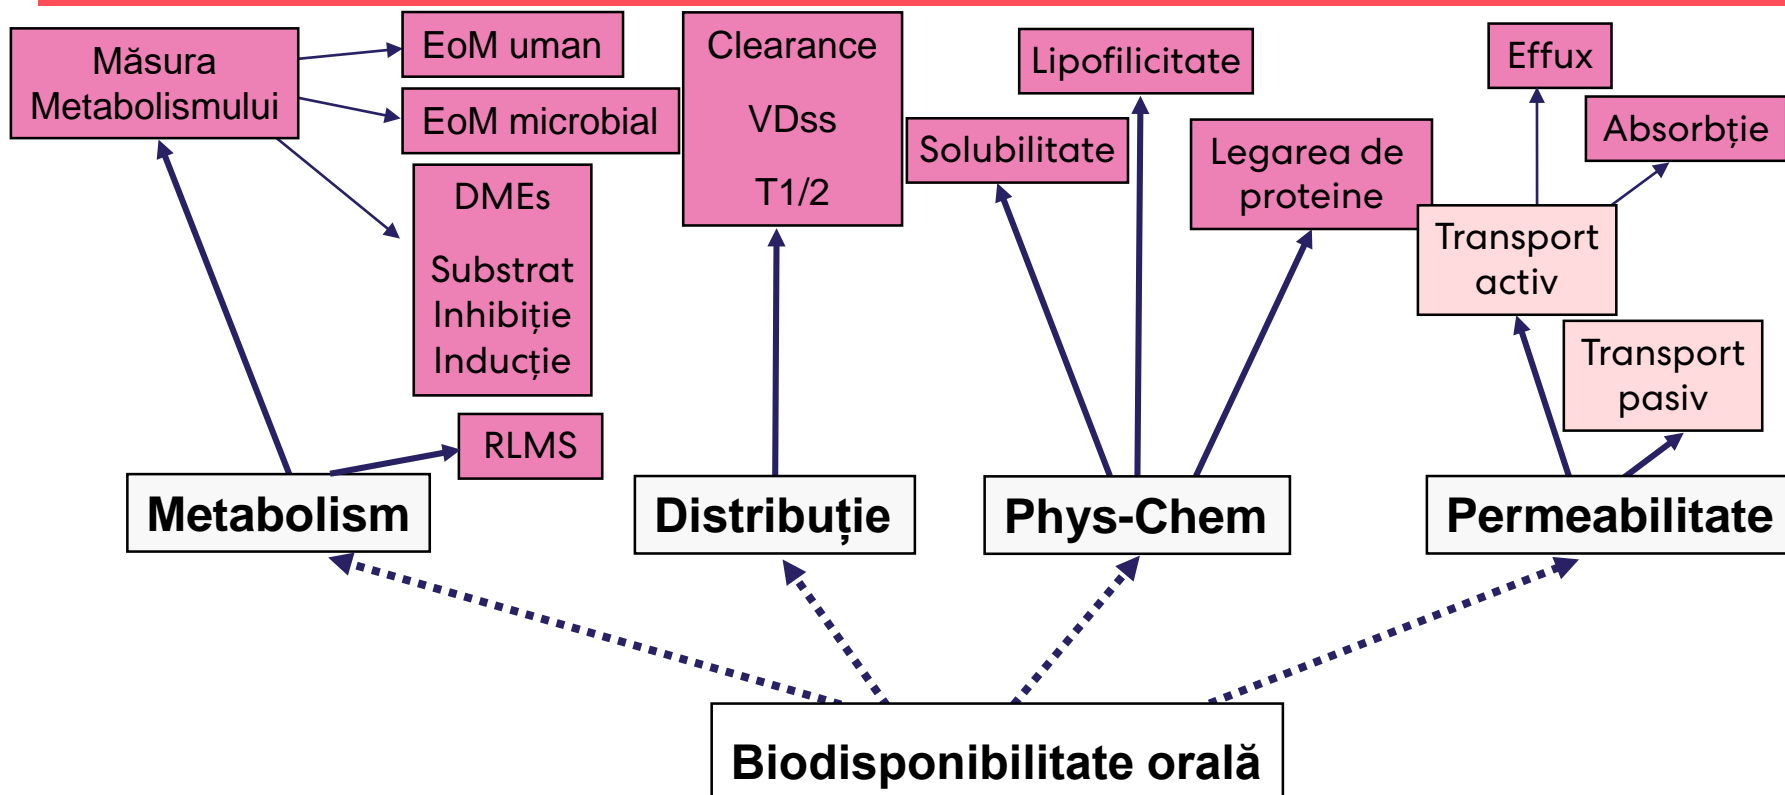 Măsura
Metabolismului
EoM uman
EoM microbial
DMEs
Substrat
Inhibiție
Inducție
RLMS
Clearance
VDss
T1/2
Solubilitate
Lipofilicitate
Legarea de
proteine
Effux
Absorbție
Transport
activ
Transport
pasiv
Metabolism
Distribuție
Phys-Chem
Permeabilitate
Biodisponibilitate orală